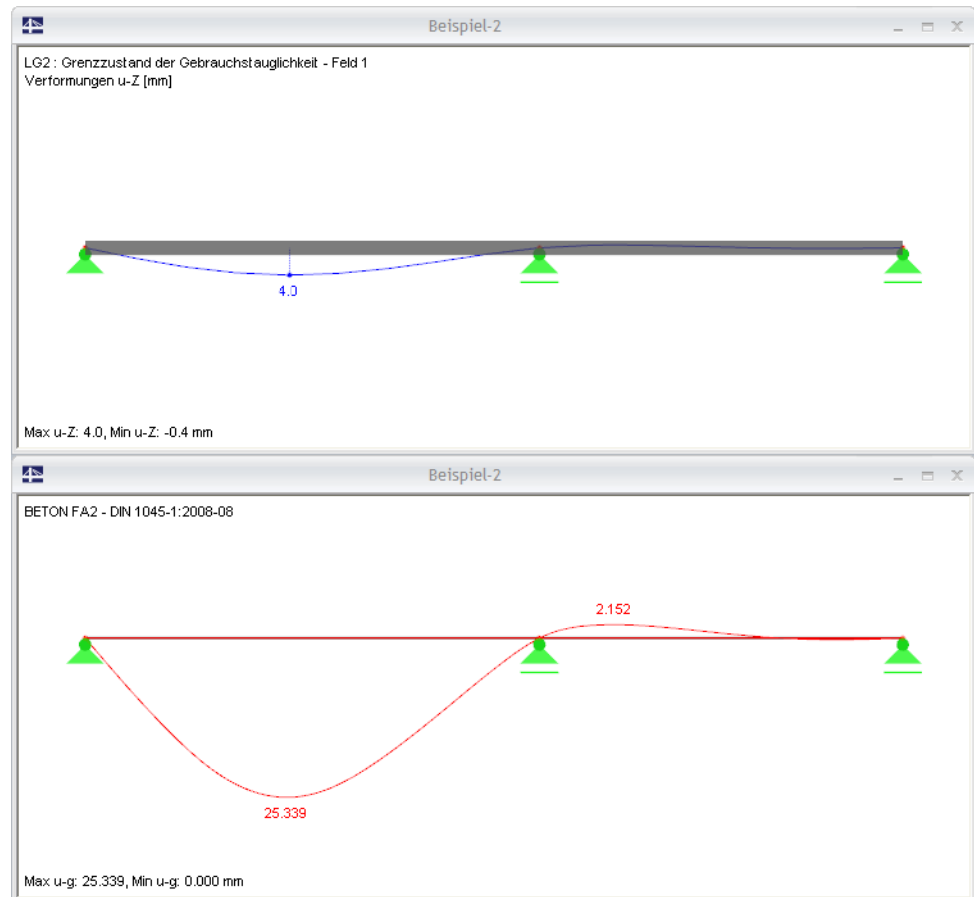 Beispiel-2
LG2 : Grenzzustand der Gebrauchstauglichkeit - Feld 1
Verformungen u-Z [mm]
4.0
Max u-Z: 4.0, Min u-Z: -0.4 mm
Beispiel-2
BETON FA2 - DIN 1045-1:2008-08
2.152
25.339
Max u-g: 25.339, Min u-g: 0.000 mm